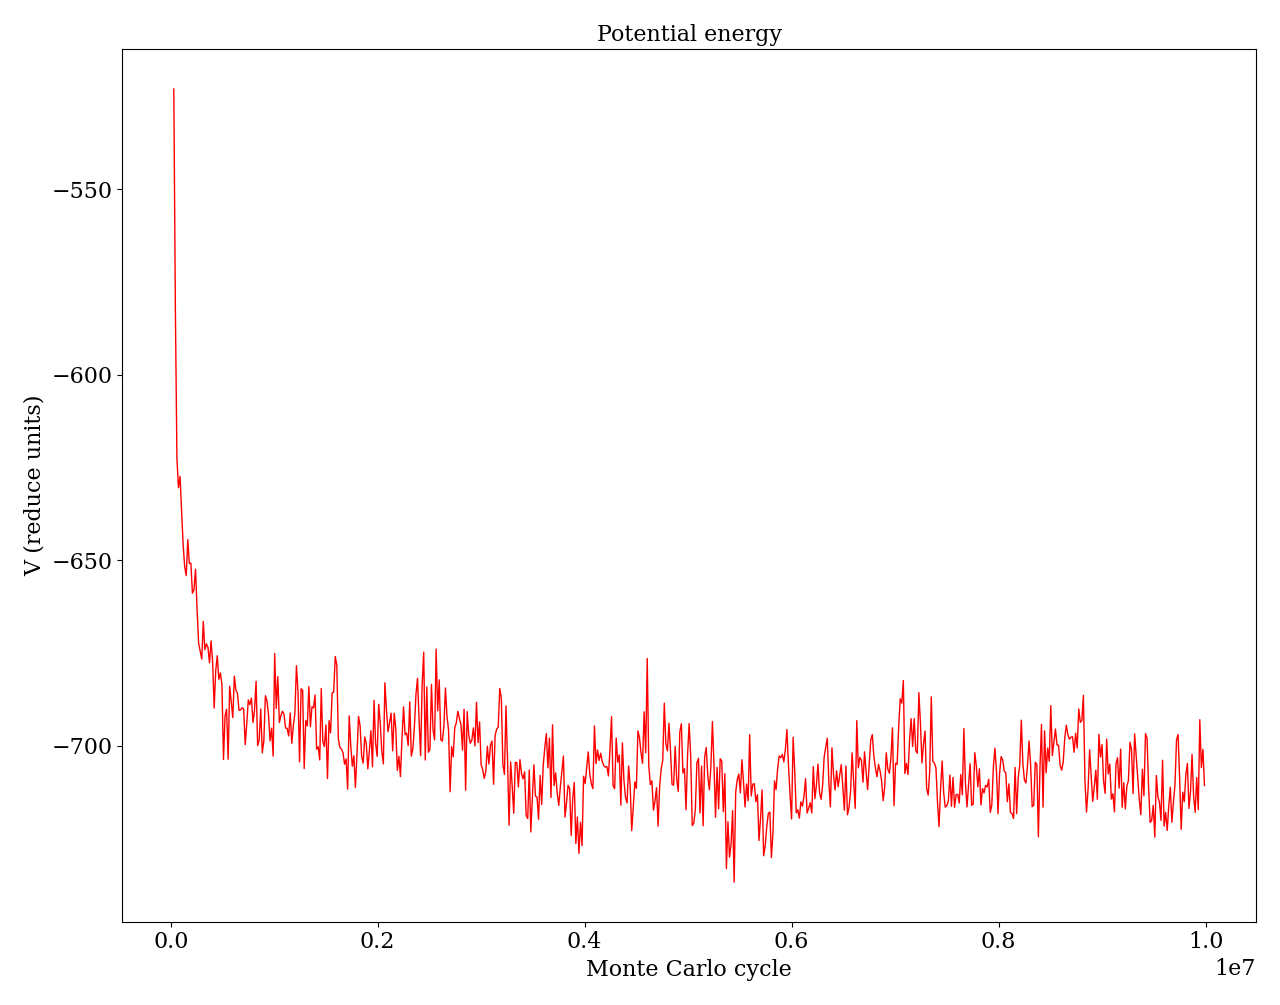 Potential energy
V (reduce units)
−550
−600
−650
−700
0.0 0.2 0.4 0.6 0.8 1.0
1e7
Monte Carlo cycle